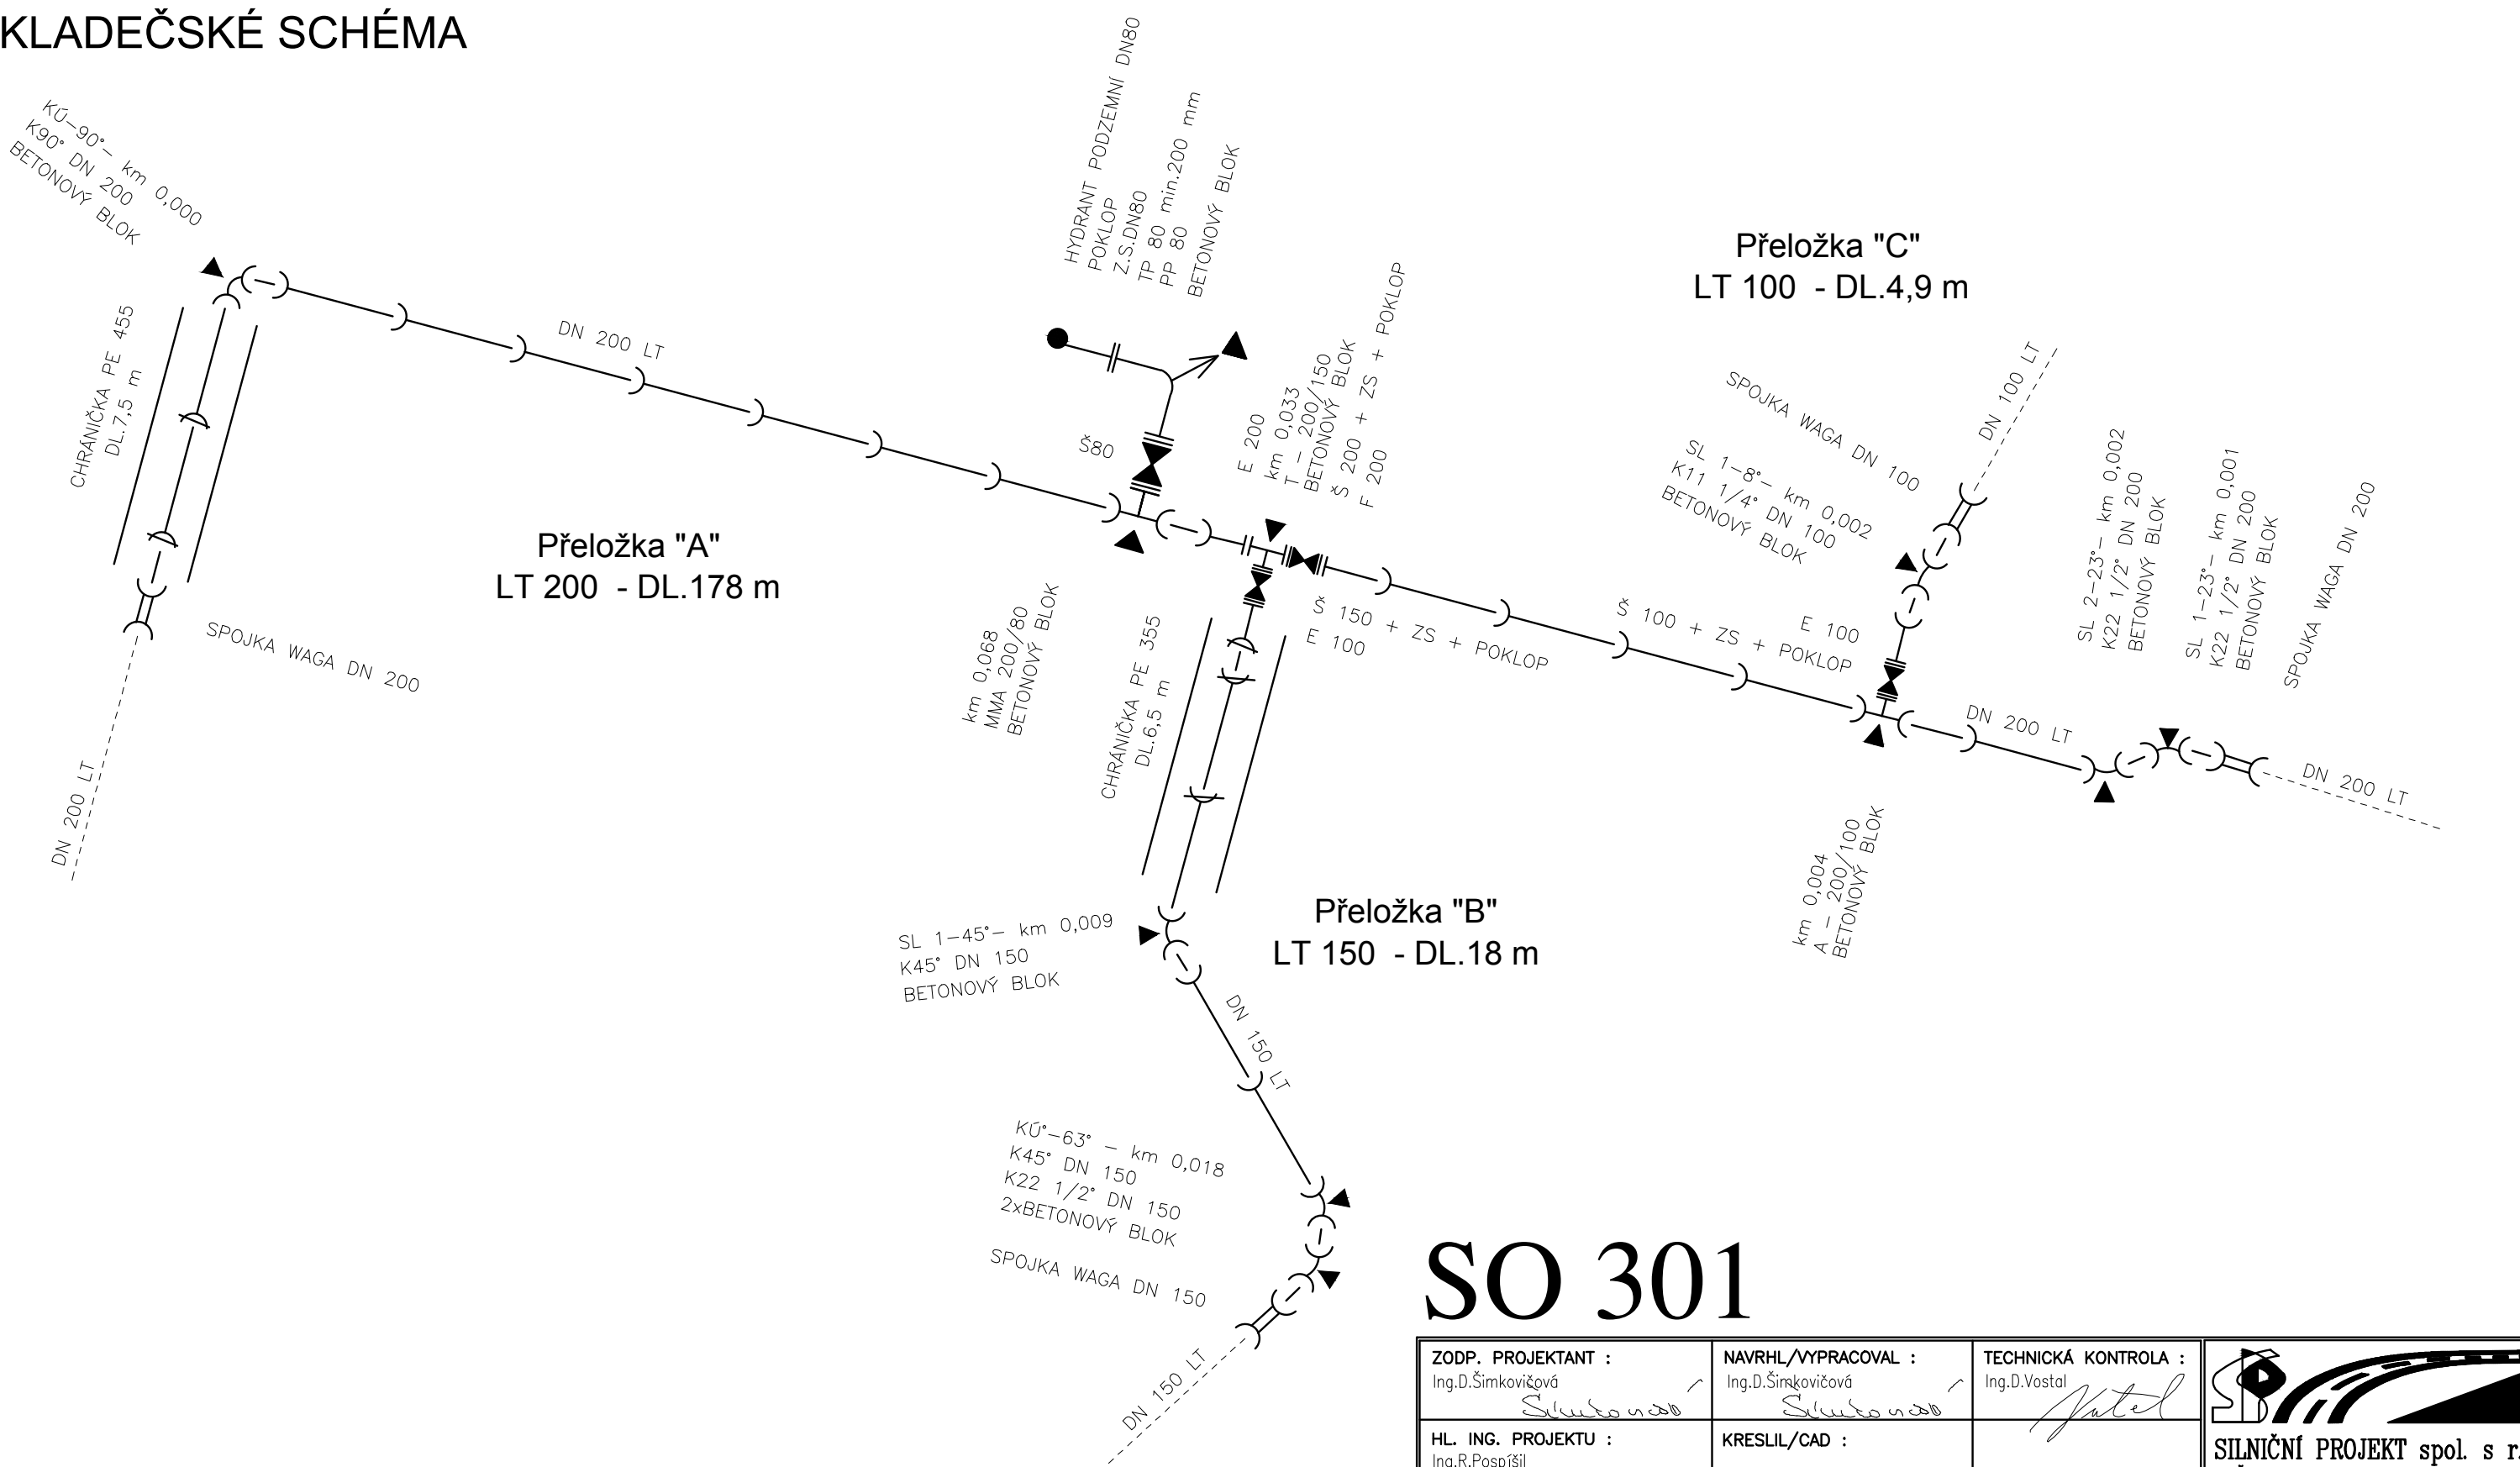 KLADEČSKÉ SCHÉMA
KÚ-90°- km 0,000
K90° DN 200
BETONOVÝ BLOK
CHRÁNIČKA PE 455
DL.7,5 m
DN 200 LT
SPOJKA WAGA DN 200
DN 200 LT
Přeložka "A"
LT 200 - DL.178 m
HYDRANT PODZEMNÍ DN80
POKLOP
Z.S.DN80
TP 80 min.200 mm
PP 80
BETONOVÝ BLOK
Š80
E 200
km 0,033
T - 200/150
BETONOVÝ BLOK
Š 200 + ZS + POKLOP
F 200
km 0,068
MMA 200/80
BETONOVÝ BLOK
CHRÁNIČKA PE 355
DL.6,5 m
Š 150 + ZS + POKLOP
E 100
Přeložka "C"
LT 100 - DL.4,9 m
DN 100 LT
SPOJKA WAGA DN 100
SL 1-8°- km 0,002
K11 1/4° DN 100
BETONOVÝ BLOK
E 100
Š 100 + ZS + POKLOP
SL 2-23°- km 0,002
K22 1/2° DN 200
BETONOVÝ BLOK
SL 1-23°- km 0,001
K22 1/2° DN 200
BETONOVÝ BLOK
SPOJKA WAGA DN 200
DN 200 LT
DN 200 LT
km 0,004
A - 200/100
BETONOVÝ BLOK
Přeložka "B"
LT 150 - DL.18 m
SL 1-45°- km 0,009
K45° DN 150
BETONOVÝ BLOK
DN 150 LT
KÚ°-63° - km 0,018
K45° DN 150
K22 1/2° DN 150
2xBETONOVÝ BLOK
SPOJKA WAGA DN 150
DN 150 LT
SO 301
ZODP. PROJEKTANT :
Ing.D.Šimkovičová
NAVRHL/VYPRACOVAL :
Ing.D.Šimkovičová
TECHNICKÁ KONTROLA :
Ing.D.Vostal
HL. ING. PROJEKTU :
Ing.R.Pospíšil
KRESLIL/CAD :
SILNIČNÍ PROJEKT spol. s r.